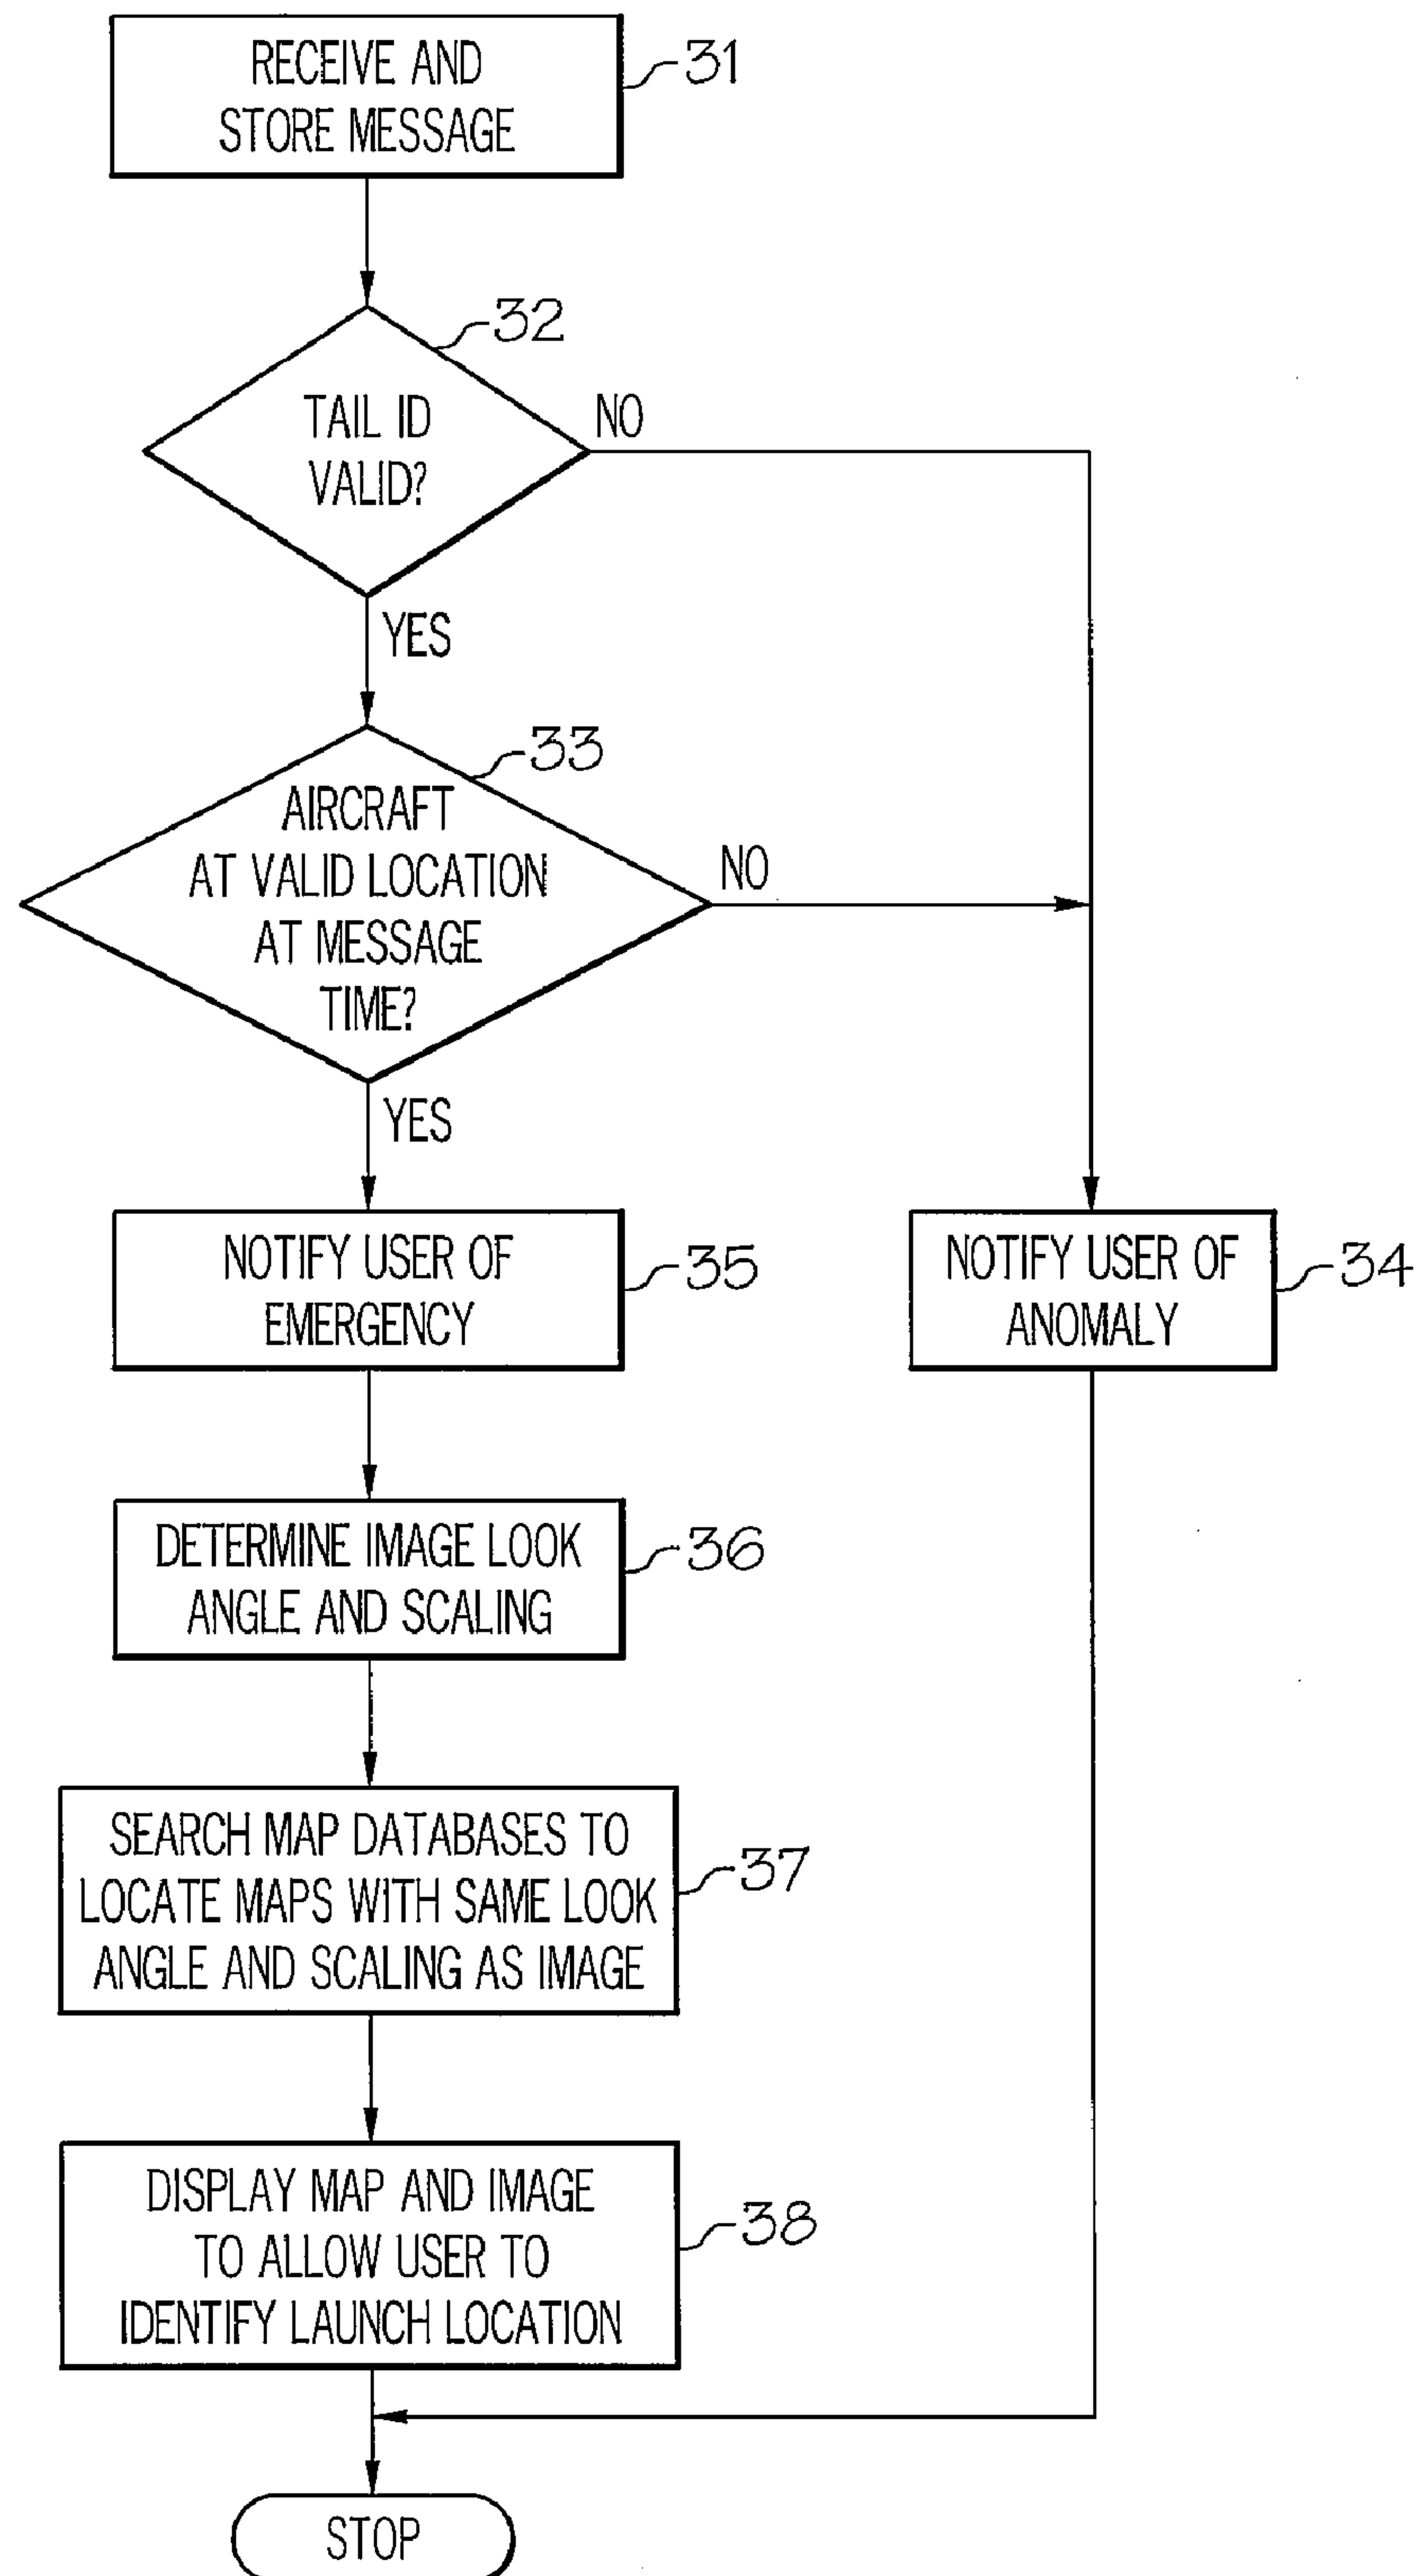 RECEIVE AND
STORE MESSAGE
31
32
TAIL ID
VALID?
NO
YES
33
AIRCRAFT
AT VALID LOCATION
AT MESSAGE
TIME?
NO
YES
NOTIFY USER OF
EMERGENCY
35
NOTIFY USER OF
ANOMALY
34
DETERMINE IMAGE LOOK
ANGLE AND SCALING
36
SEARCH MAP DATABASES TO
LOCATE MAPS WITH SAME LOOK
ANGLE AND SCALING AS IMAGE
37
DISPLAY MAP AND IMAGE
TO ALLOW USER TO
IDENTIFY LAUNCH LOCATION
38
STOP